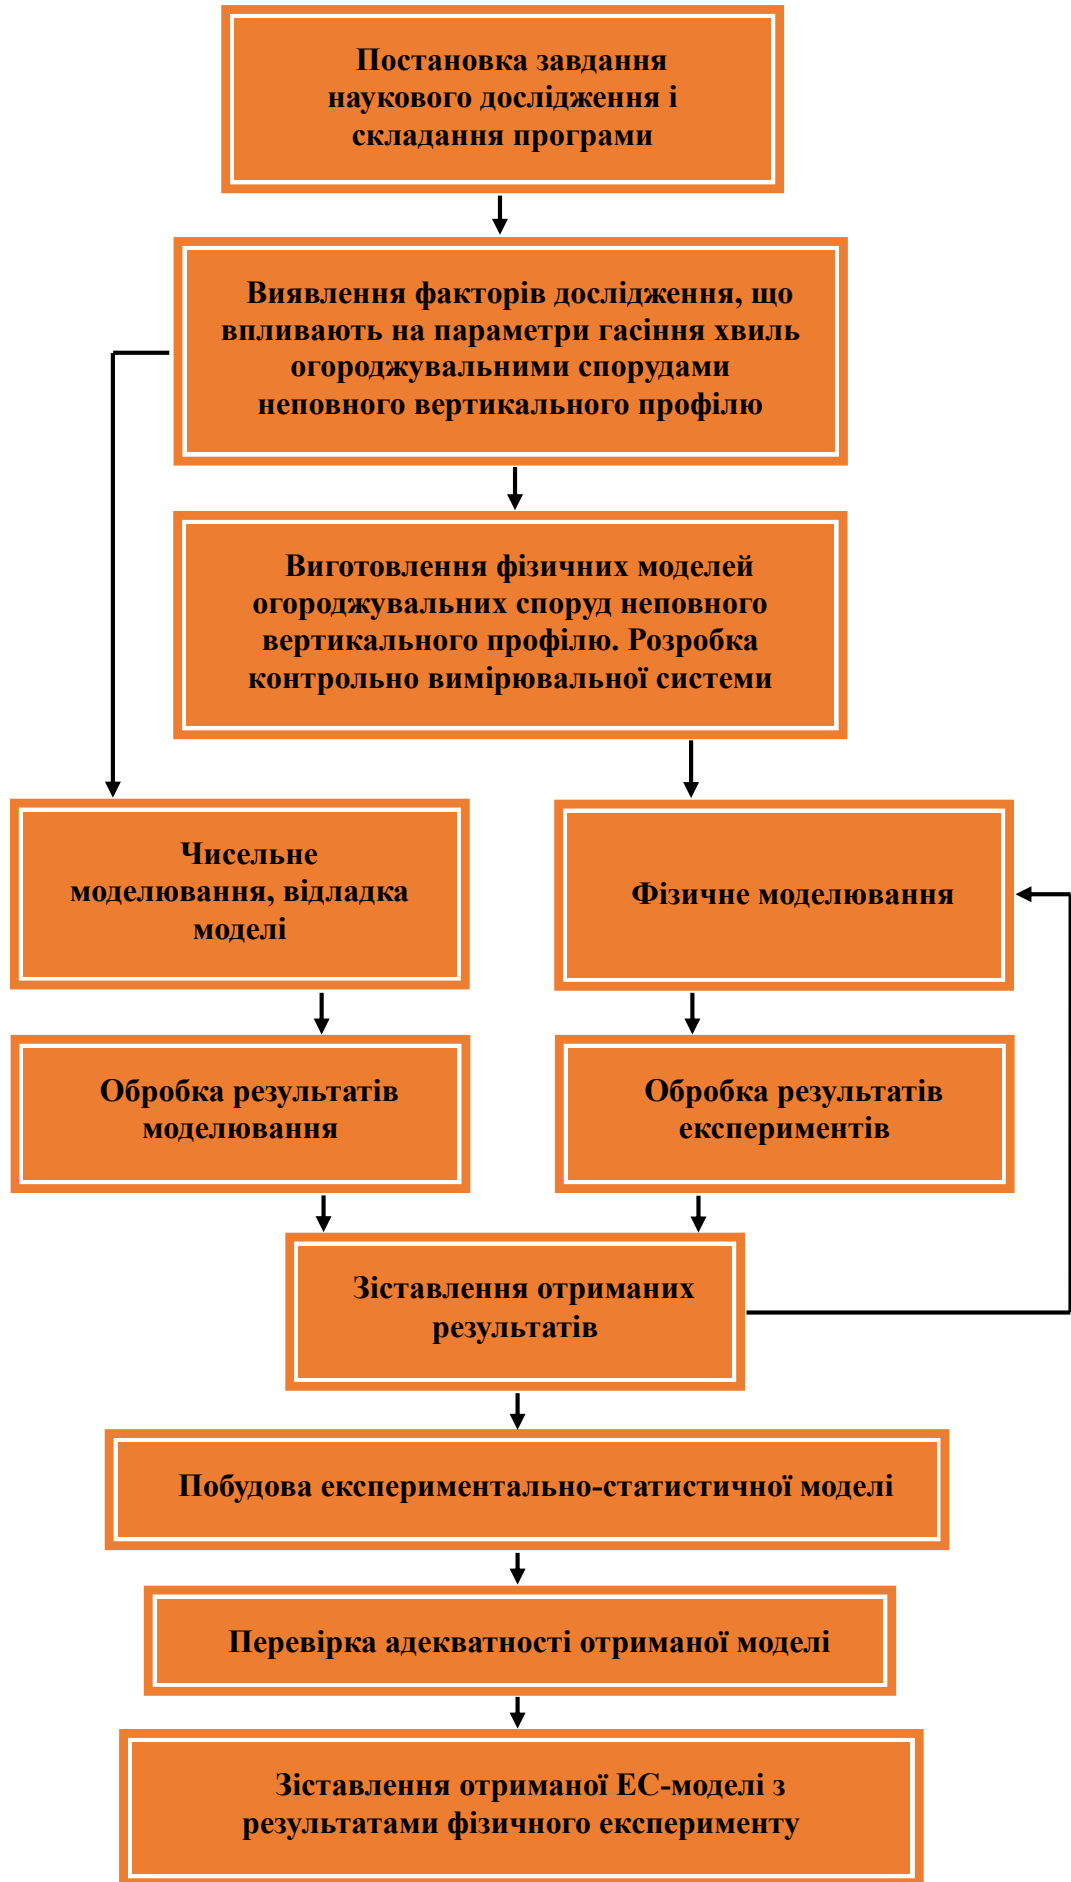 Постановка завдання
наукового дослідження і
складання програми
Виявлення факторів дослідження, що
впливають на параметри гасіння хвиль
огороджувальними спорудами
неповного вертикального профілю
Виготовлення фізичних моделей
огороджувальних споруд неповного
вертикального профілю. Розробка
контрольно вимірювальної системи
Чисельне
моделювання, відладка
моделі
Фізичне моделювання
Обробка результатів
моделювання
Обробка результатів
експериментів
Зіставлення отриманих
результатів
Побудова експериментально-статистичної моделі
Перевірка адекватності отриманої моделі
Зіставлення отриманої ЕС-моделі з
результатами фізичного експерименту